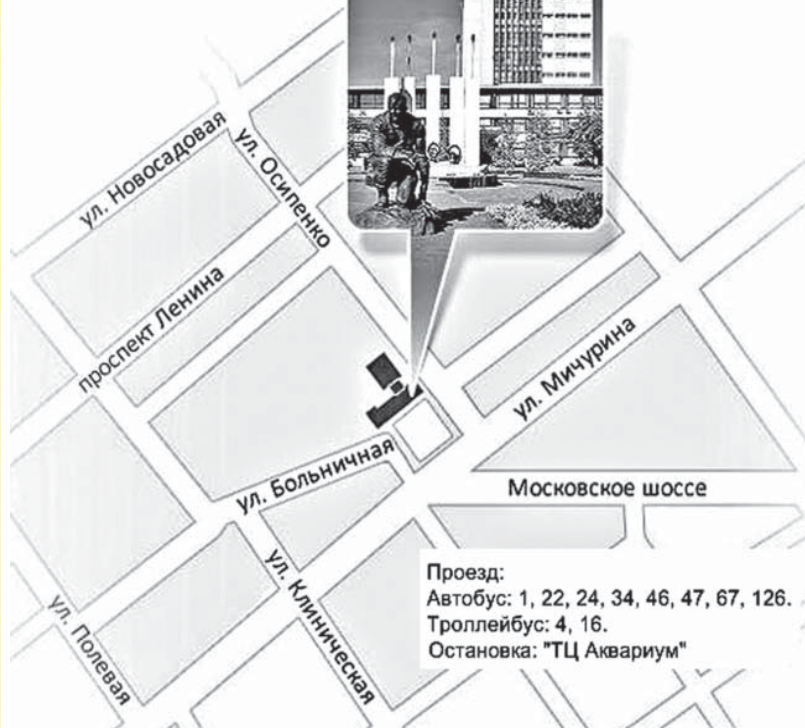 ул. Новосадовая
ул. Осипенко
проспект Ленина
ул. Мичурина
ул. Больничная
Московское шоссе
ул. Клиническая
ул. Полевая
Проезд:
Автобус: 1, 22, 24, 34, 46, 47, 67, 126.
Троллейбус: 4, 16.
Остановка: "ТЦ Аквариум"